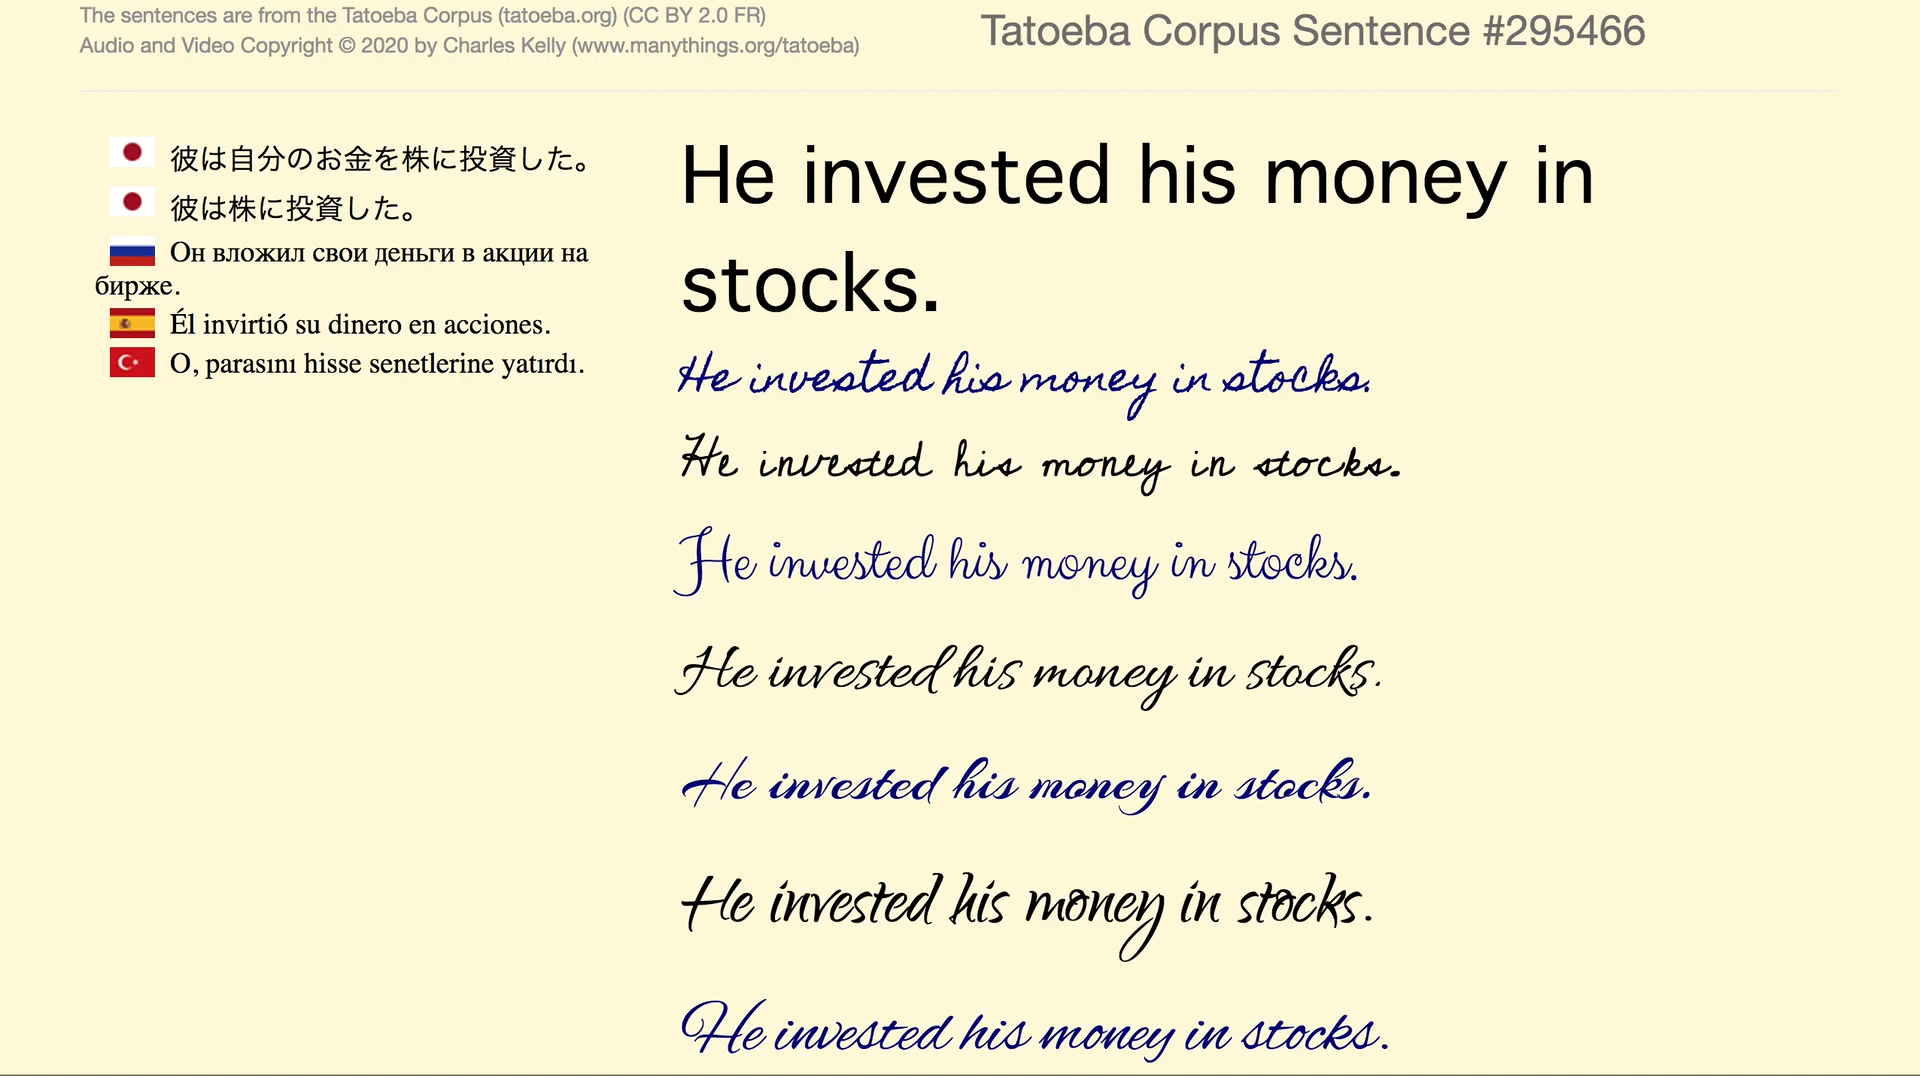 The sentences are from the Tatoeba Corpus (tatoeba.org) (CC BY 2.0 FR)
Audio and Video Copyright © 2020 by Charles Kelly (www.manythings.org/tatoeba)
Tatoeba Corpus Sentence #295466
彼は自分のお金を株に投資した。
彼は株に投資した。
Он вложил свои деньги в акции на
бирже.
Él invirtió su dinero en acciones.
O, parasını hisse senetlerine yatırdı.
He invested his money in
stocks.
He invested his money in stocks.
He invested his money in stocks.
He invested his money in stocks.
He invested his money in stocks.
He invested his money in stocks.
He invested his money in stocks.
He invested his money in stocks.